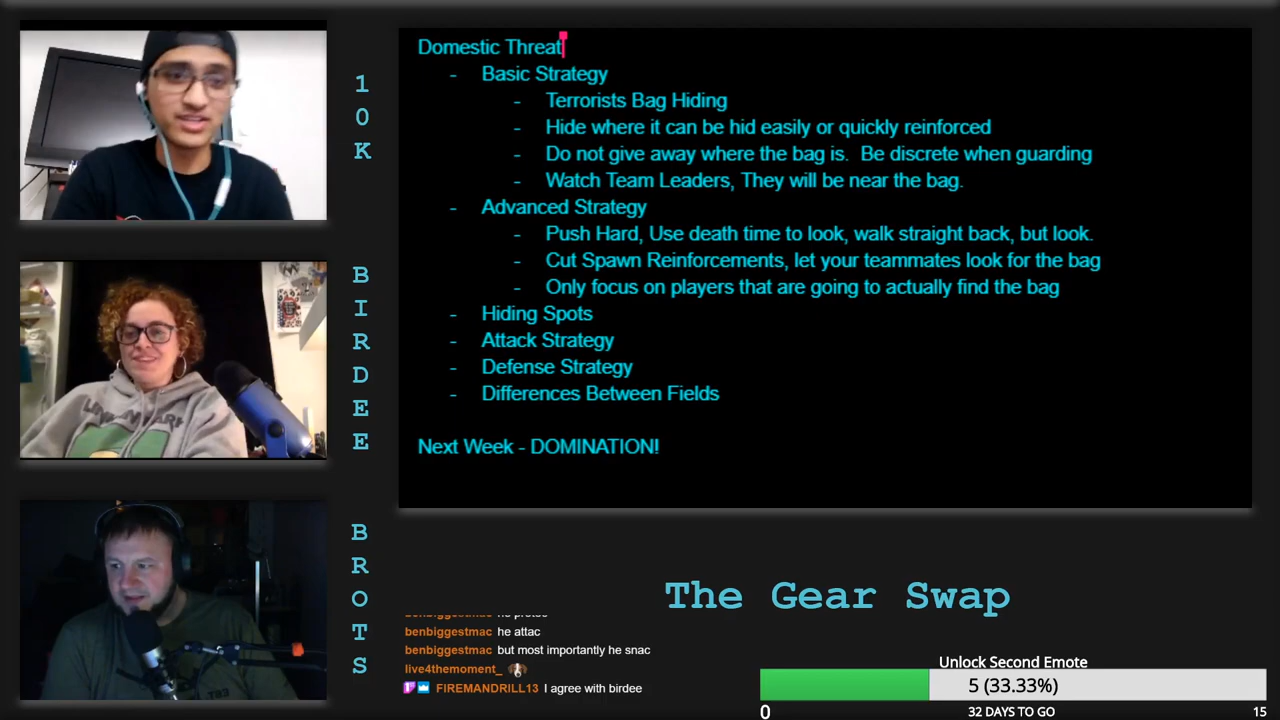 10K
BIRDEE
BROTS
Domestic Threat
- Basic Strategy
- Terrorists Bag Hiding
- Hide where it can be hid easily or quickly reinforced
- Do not give away where the bag is.  Be discrete when guarding
- Watch Team Leaders, They will be near the bag.
- Advanced Strategy
- Push Hard, Use death time to look, walk straight back, but look.
- Cut Spawn Reinforcements, let your teammates look for the bag
- Only focus on players that are going to actually find the bag
- Hiding Spots
- Attack Strategy
- Defense Strategy
- Differences Between Fields
Next Week - DOMINATION!
The Gear Swap
benbiggestmac he attac
benbiggestmac but most importantly he snac
live4themoment_
FIREMANDRILL13 I agree with birdee
Unlock Second Emote
5 (33.33%)
0 32 DAYS TO GO 15